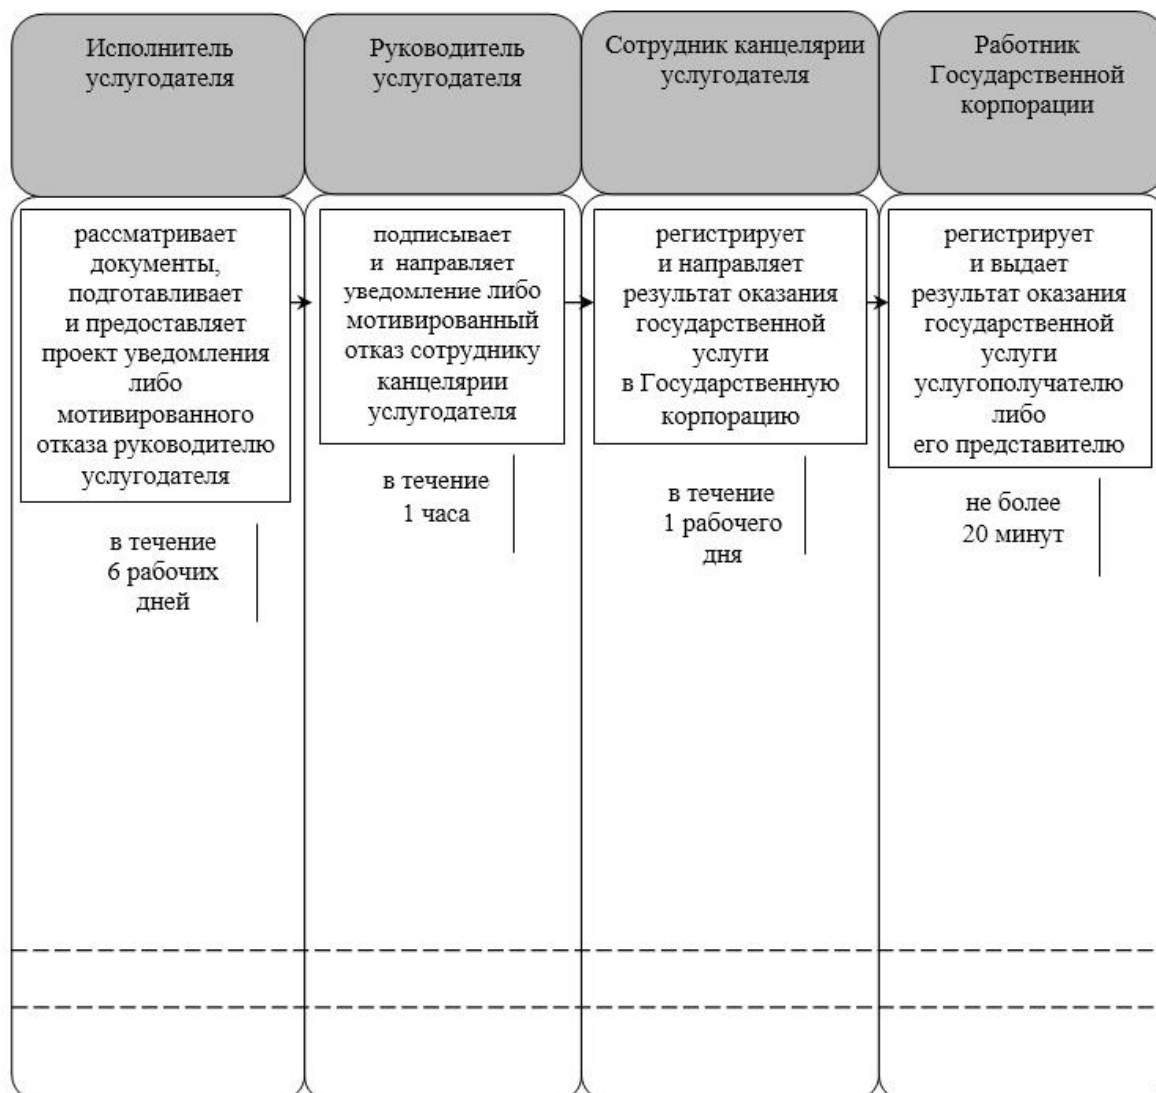 Исполнитель
услугодателя
Руководитель
услугодателя
Сотрудник канцелярии
услугодателя
Работник
Государственной
корпорации
рассматривает
документы,
подготавливает
и предоставляет
проект уведомления
либо
мотивированного
отказа руководителю
услугодателя
в течение
6 рабочих
дней
подписывает
и направляет
уведомление либо
мотивированный
отказ сотруднику
канцелярии
услугодателя
в течение
1 часа
регистрирует
и направляет
результат оказания
государственной
услуги
в Государственную
корпорацию
в течение
1 рабочего
дня
регистрирует
и выдает
результат оказания
государственной
услуги
услугополучателю
либо
его представителю
не более
20 минут